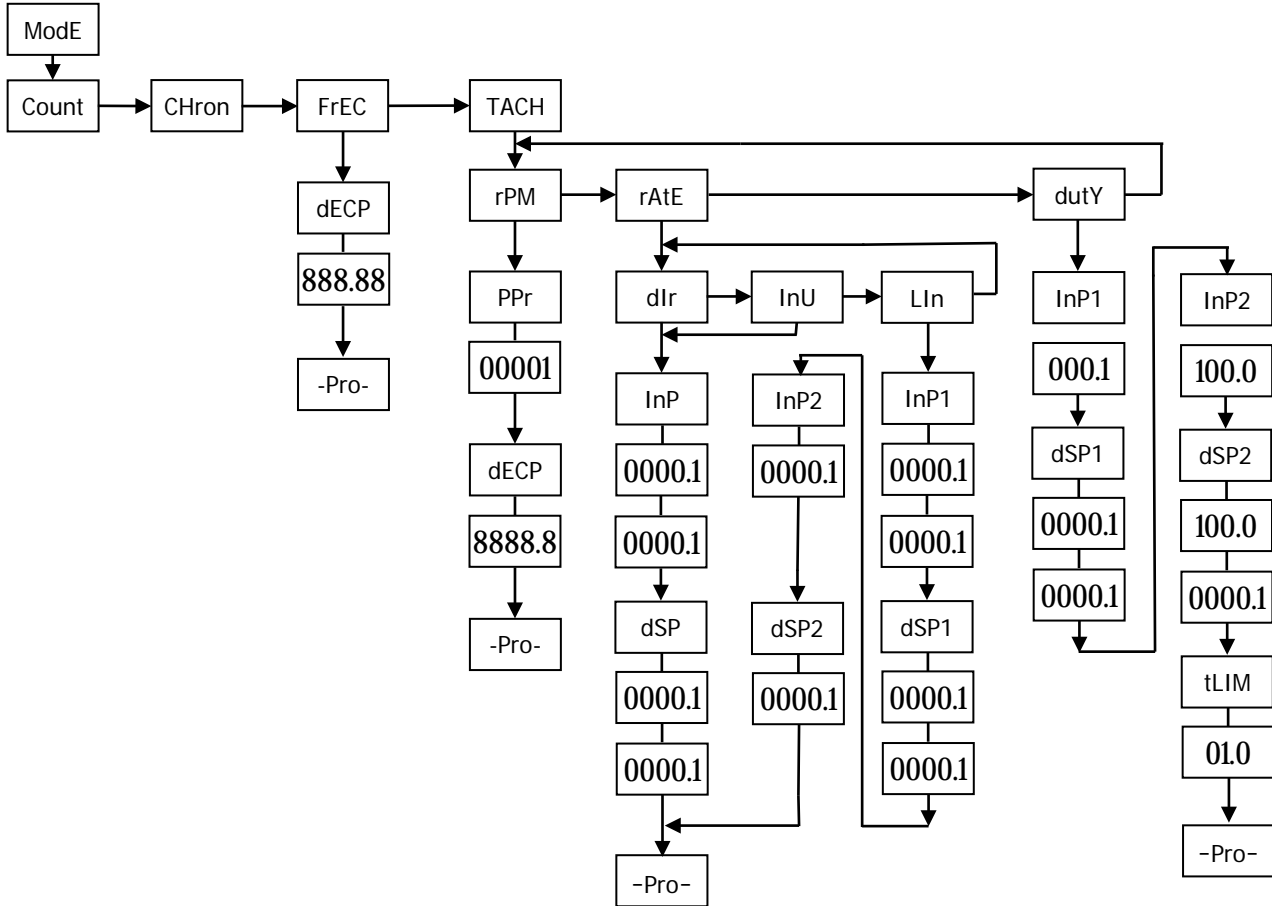 ModE
Count
CHron
FrEC
TACH
dECP
888.88
-Pro-
rPM
PPr
00001
dECP
8888.8
-Pro-
rAtE
dIr
InU
LIn
InP
0000.1
0000.1
dSP
0000.1
0000.1
-Pro-
InP1
0000.1
0000.1
dSP1
0000.1
0000.1
InP2
0000.1
dSP2
0000.1
dutY
InP1
000.1
dSP1
0000.1
0000.1
InP2
100.0
dSP2
100.0
0000.1
tLIM
01.0
-Pro-